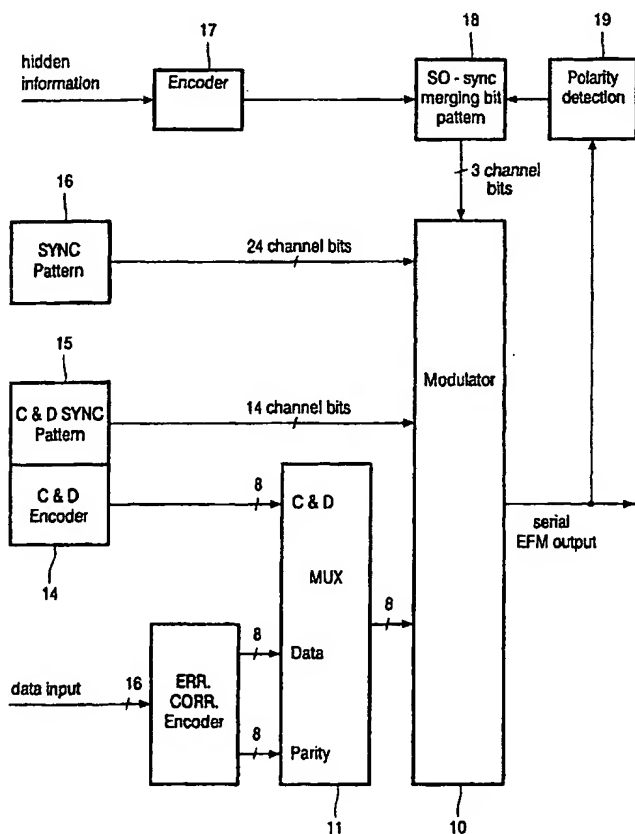 17
18
19
hidden
information
Encoder
SO - sync
merging bit
pattern
Polarity
detection
3 channel
bits
16
SYNC
Pattern
24 channel bits
15
C & D SYNC
Pattern
14 channel bits
Modulator
C & D
Encoder
8
C & D
14
MUX
8
serial
EFM output
data input
16
ERR.
CORR.
Encoder
8
Data
8
Parity
11
10